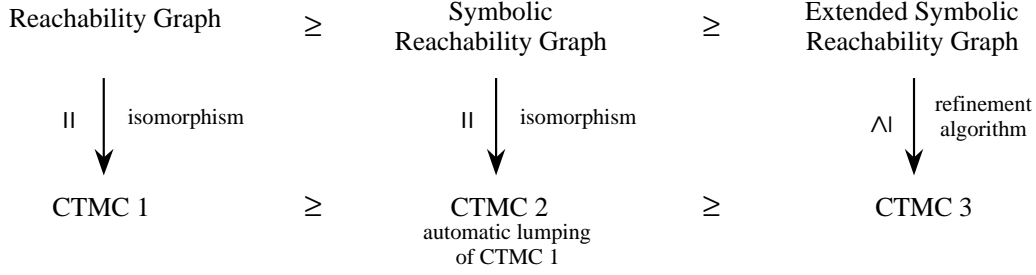 Reachability Graph
≥
Symbolic
Reachability Graph
≥
Extended Symbolic
Reachability Graph
=
isomorphism
=
isomorphism
≤
refinement
algorithm
CTMC 1
≥
CTMC 2
automatic lumping
of CTMC 1
≥
CTMC 3